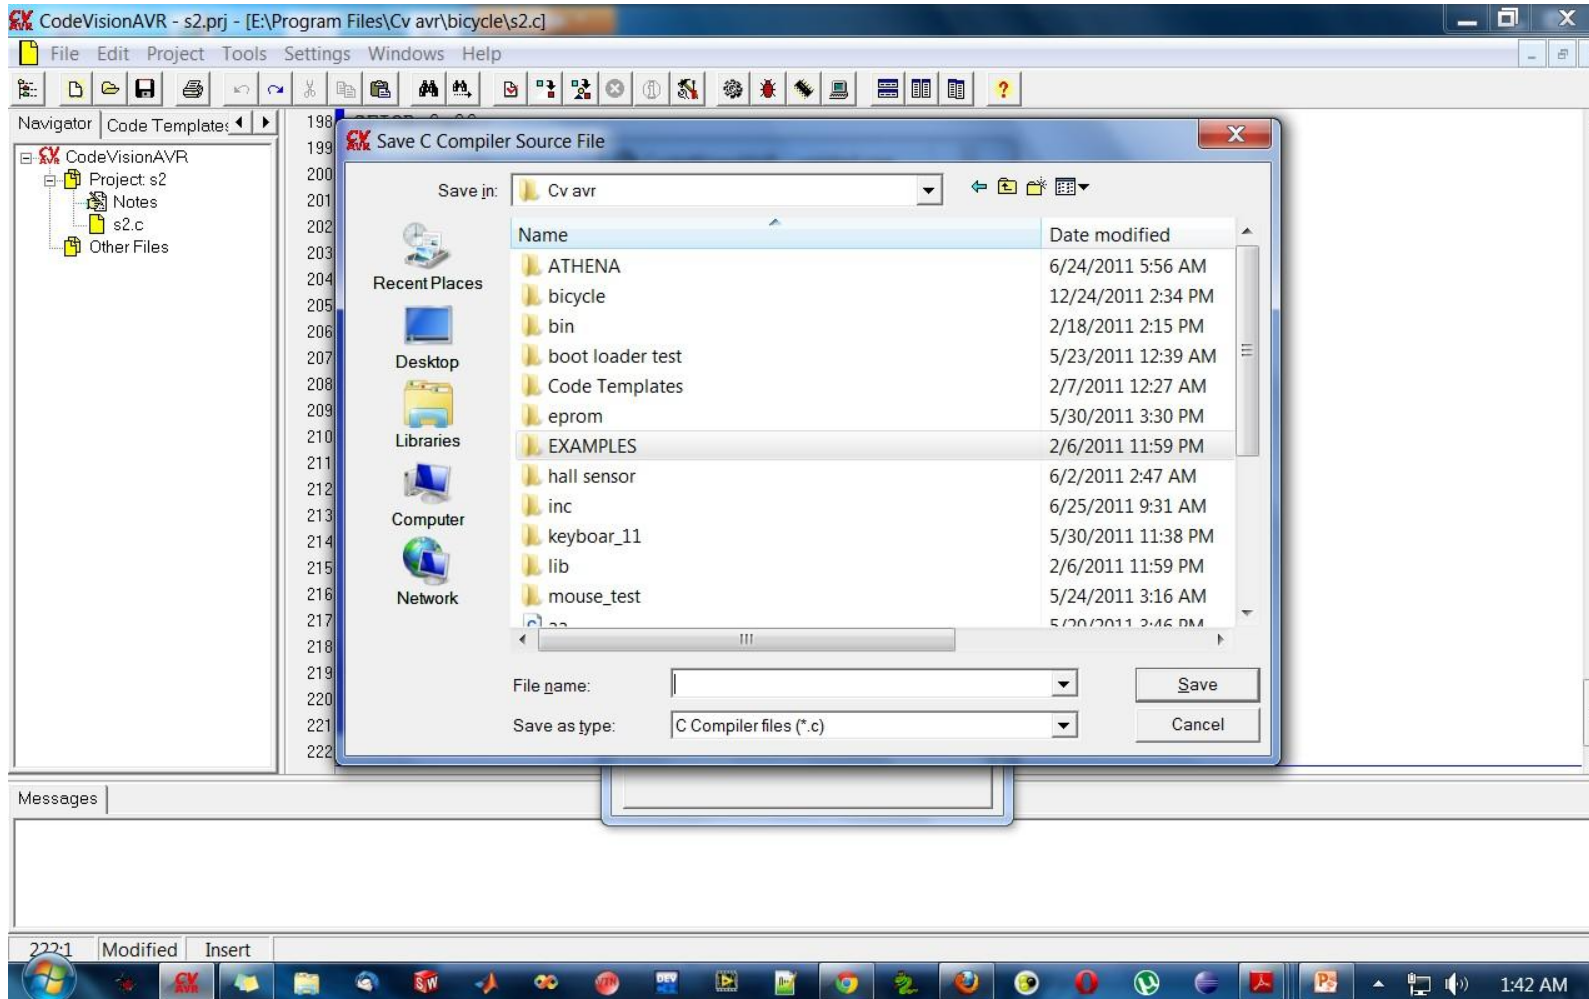 CodeVisionAVR - s2.prj - [E:\Program Files\Cv avr\bicycle\s2.c]
File Edit Project Tools Settings Windows Help
Navigator Code Templates
CodeVisionAVR
Project: s2
Notes
s2.c
Other Files
198
199
200
201
202
203
204
205
206
207
208
209
210
211
212
213
214
215
216
217
218
219
220
221
222
Save C Compiler Source File
Save in: Cv avr
Recent Places
Desktop
Libraries
Computer
Network
Name Date modified
ATHENA 6/24/2011 5:56 AM
bicycle 12/24/2011 2:34 PM
bin 2/18/2011 2:15 PM
boot loader test 5/23/2011 12:39 AM
Code Templates 2/7/2011 12:27 AM
eprom 5/30/2011 3:30 PM
EXAMPLES 2/6/2011 11:59 PM
hall sensor 6/2/2011 2:47 AM
inc 6/25/2011 9:31 AM
keyboar_11 5/30/2011 11:38 PM
lib 2/6/2011 11:59 PM
mouse_test 5/24/2011 3:16 AM
5/20/2011 3:46 PM
File name:
Save
Save as type: C Compiler files (*.c)
Cancel
Messages
222:1 Modified Insert
1:42 AM